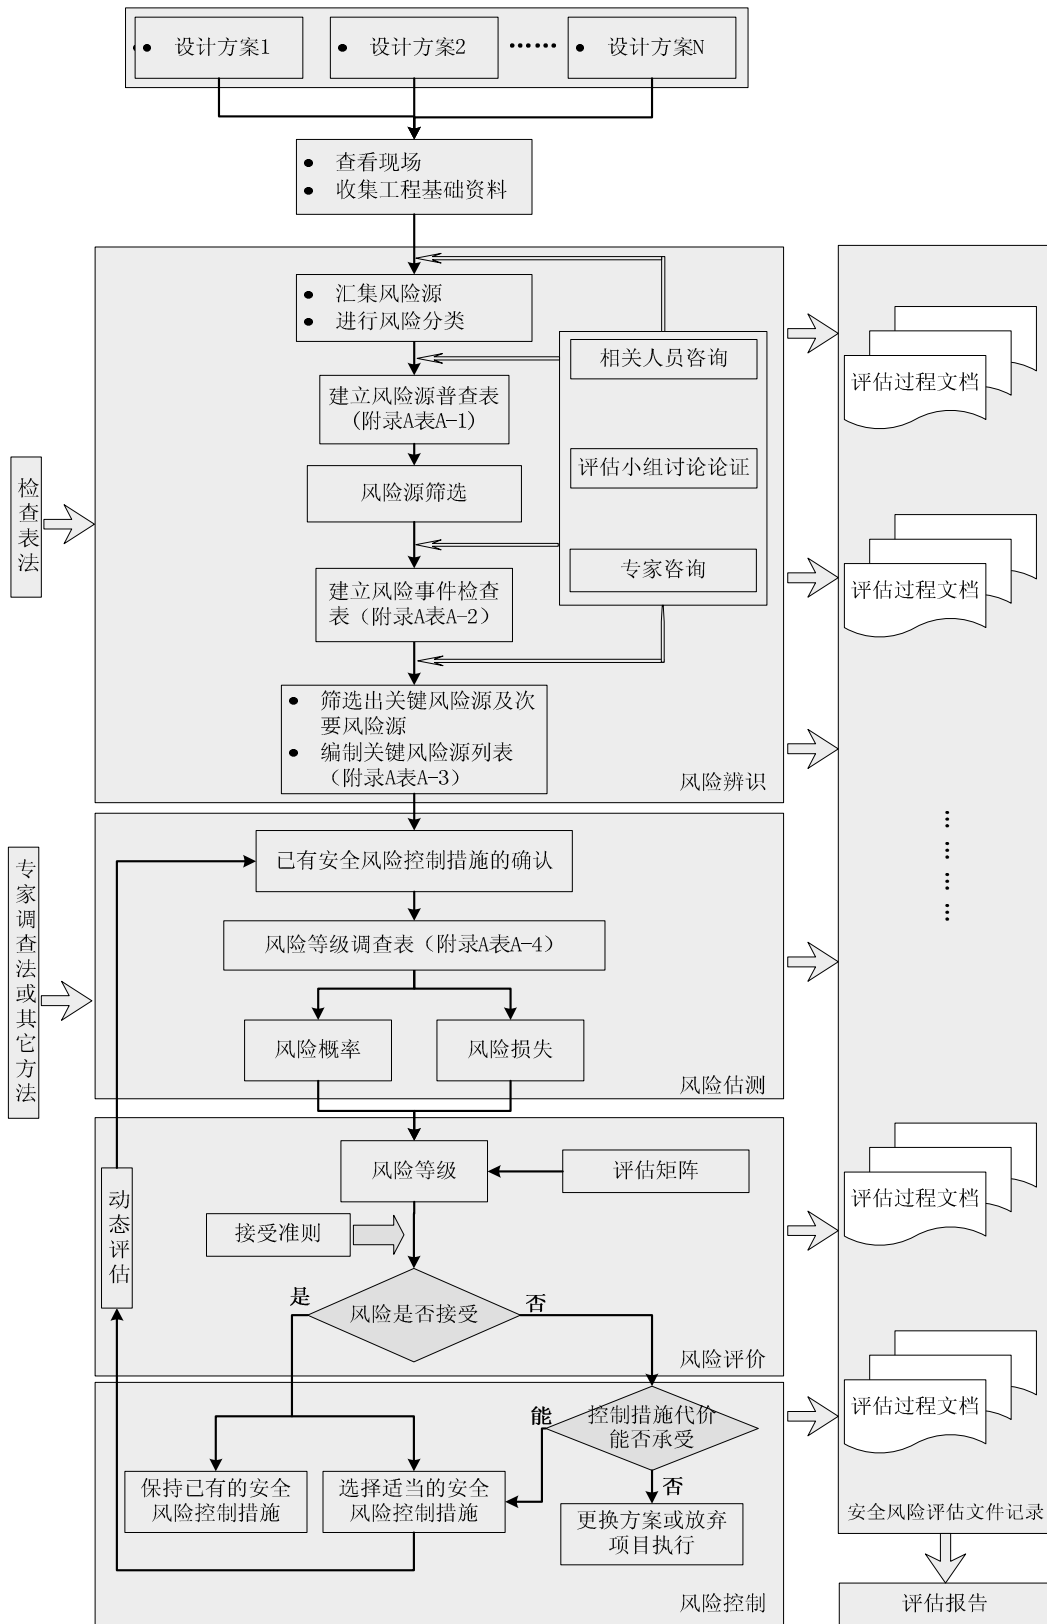 设计方案1
设计方案2
……
设计方案N
查看现场
收集工程基础资料
汇集风险源
进行风险分类
相关人员咨询
评估过程文档
建立风险源普查表
(附录A表A-1)
评估小组讨论论证
检查表法
风险源筛选
专家咨询
评估过程文档
建立风险事件检查
表（附录A表A-2）
筛选出关键风险源及次
要风险源
编制关键风险源列表
（附录A表A-3）
风险辨识
专家调查法或其它方法
已有安全风险控制措施的确认
风险等级调查表（附录A表A-4）
风险概率
风险损失
风险估测
风险等级
评估矩阵
评估过程文档
动态评估
接受准则
是
风险是否接受
否
风险评价
控制措施代价
能否承受
能
否
评估过程文档
保持已有的安全
风险控制措施
选择适当的安全
风险控制措施
更换方案或放弃
项目执行
安全风险评估文件记录
风险控制
评估报告